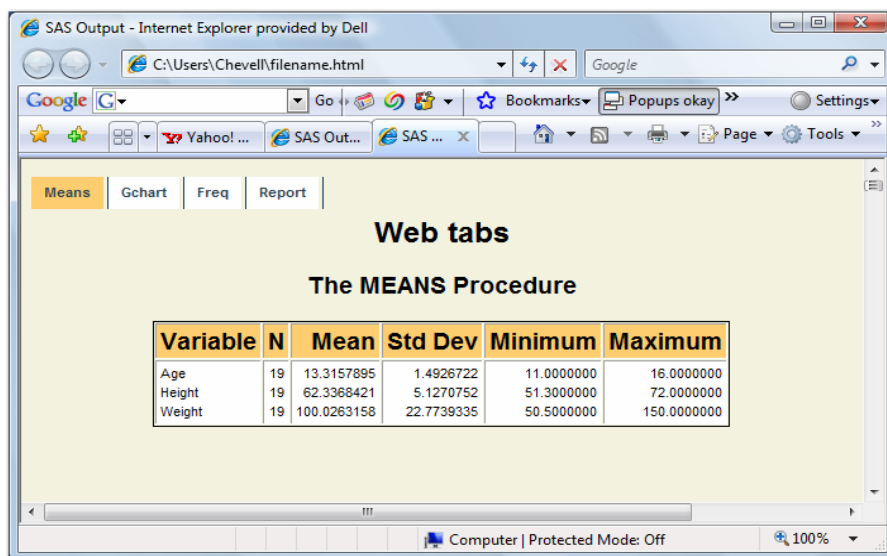 SAS Output - Internet Explorer provided by Dell
C:\Users\Chevell\filename.html Google
Google G Go Bookmarks Popups okay >> Settings
Yahoo! ... SAS Out... SAS ... X Page Tools >>
Means Gchart Freq Report
Web tabs
The MEANS Procedure
Variable N Mean Std Dev Minimum Maximum
Age 19 13.3157895 1.4926722 11.0000000 16.0000000
Height 19 62.3368421 5.1270752 51.3000000 72.0000000
Weight 19 100.0263158 22.7739335 50.5000000 150.0000000
Computer | Protected Mode: Off 100%